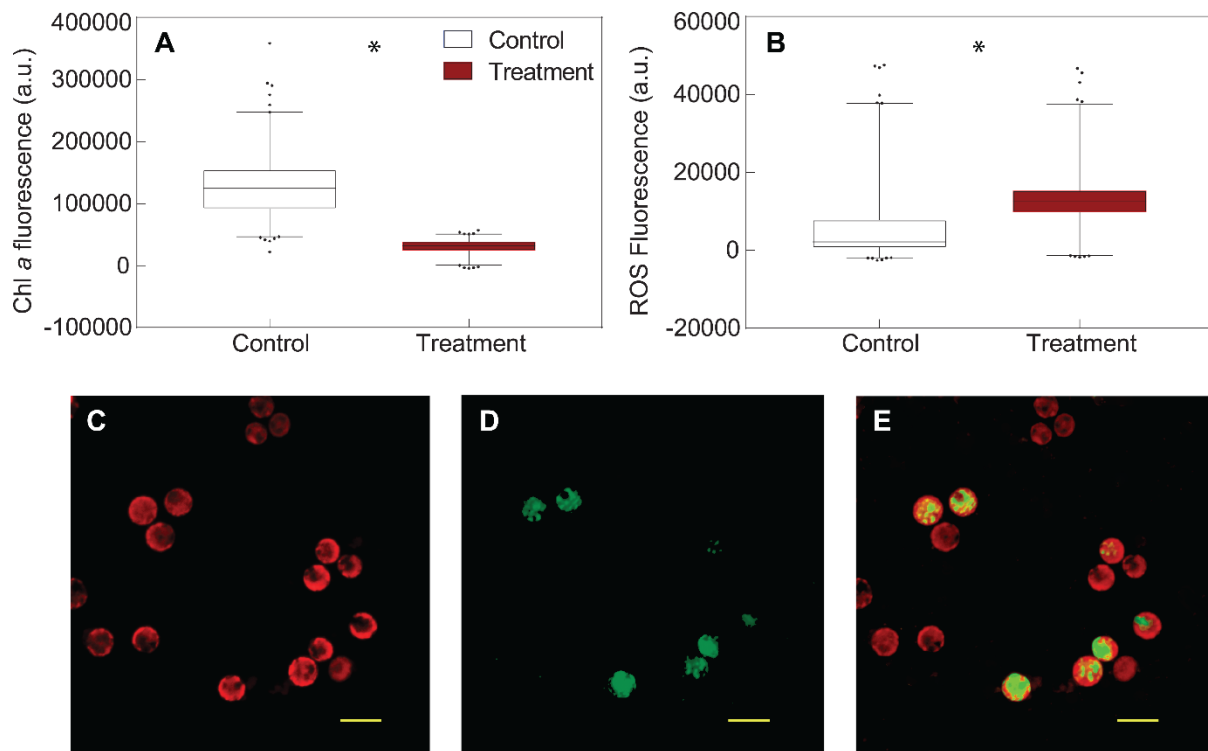 A
*
Control
Treatment
Chl a fluorescence (a.u.)
400000
300000
200000
100000
0
-100000
Control
Treatment
B
*
ROS Fluorescence (a.u.)
60000
40000
20000
0
-20000
Control
Treatment
C
D
E